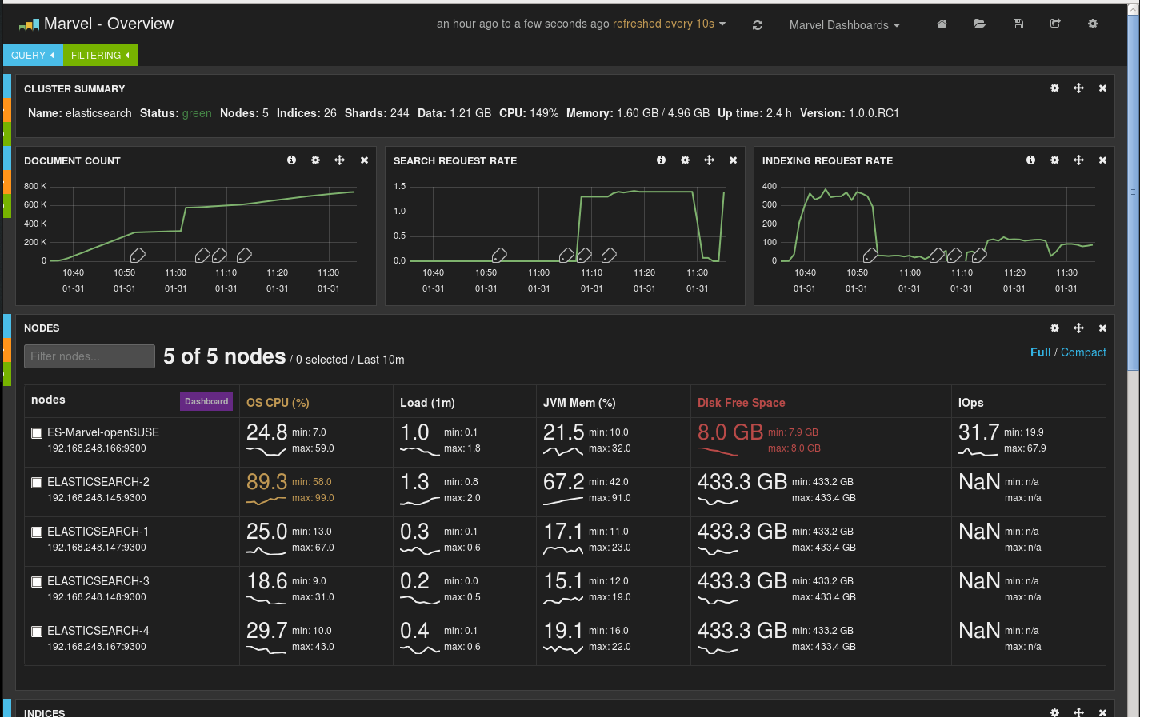 Marvel - Overview an hour ago to a few seconds ago refreshed every 10s Marvel Dashboards
QUERY FILTERING
CLUSTER SUMMARY
Name: elasticsearch Status: green Nodes: 5 Indices: 26 Shards: 244 Data: 1.21 GB CPU: 149% Memory: 1.60 GB / 4.96 GB Up time: 2.4 h Version: 1.0.0.RC1
DOCUMENT COUNT
800 K
600 K
400 K
200 K
0
10:40 10:50 11:00 11:10 11:20 11:30
01-31 01-31 01-31 01-31 01-31 01-31
SEARCH REQUEST RATE
1.5
1.0
0.5
0.0
10:40 10:50 11:00 11:10 11:20 11:30
01-31 01-31 01-31 01-31 01-31 01-31
INDEXING REQUEST RATE
400
300
200
100
0
10:40 10:50 11:00 11:10 11:20 11:30
01-31 01-31 01-31 01-31 01-31 01-31
NODES
Filter nodes... 5 of 5 nodes / 0 selected / Last 10m Full / Compact
nodes Dashboard OS CPU (%) Load (1m) JVM Mem (%) Disk Free Space IOps
ES-Marvel-openSUSE 24.8 min: 7.0 1.0 min: 0.1 21.5 min: 10.0 8.0 GB min: 7.9 GB 31.7 min: 19.9
192.168.248.166:9300 max: 59.0 max: 1.8 max: 32.0 max: 8.0 GB max: 67.9
ELASTICSEARCH-2 89.3 min: 58.0 1.3 min: 0.8 67.2 min: 42.0 433.3 GB min: 433.2 GB NaN min: n/a
192.168.248.145:9300 max: 99.0 max: 2.0 max: 91.0 max: 433.4 GB max: n/a
ELASTICSEARCH-1 25.0 min: 13.0 0.3 min: 0.1 17.1 min: 11.0 433.3 GB min: 433.2 GB NaN min: n/a
192.168.248.147:9300 max: 67.0 max: 0.6 max: 23.0 max: 433.4 GB max: n/a
ELASTICSEARCH-3 18.6 min: 9.0 0.2 min: 0.0 15.1 min: 12.0 433.3 GB min: 433.2 GB NaN min: n/a
192.168.248.148:9300 max: 31.0 max: 0.5 max: 19.0 max: 433.4 GB max: n/a
ELASTICSEARCH-4 29.7 min: 10.0 0.4 min: 0.1 19.1 min: 16.0 433.3 GB min: 433.2 GB NaN min: n/a
192.168.248.167:9300 max: 43.0 max: 0.6 max: 22.0 max: 433.4 GB max: n/a
INDICES